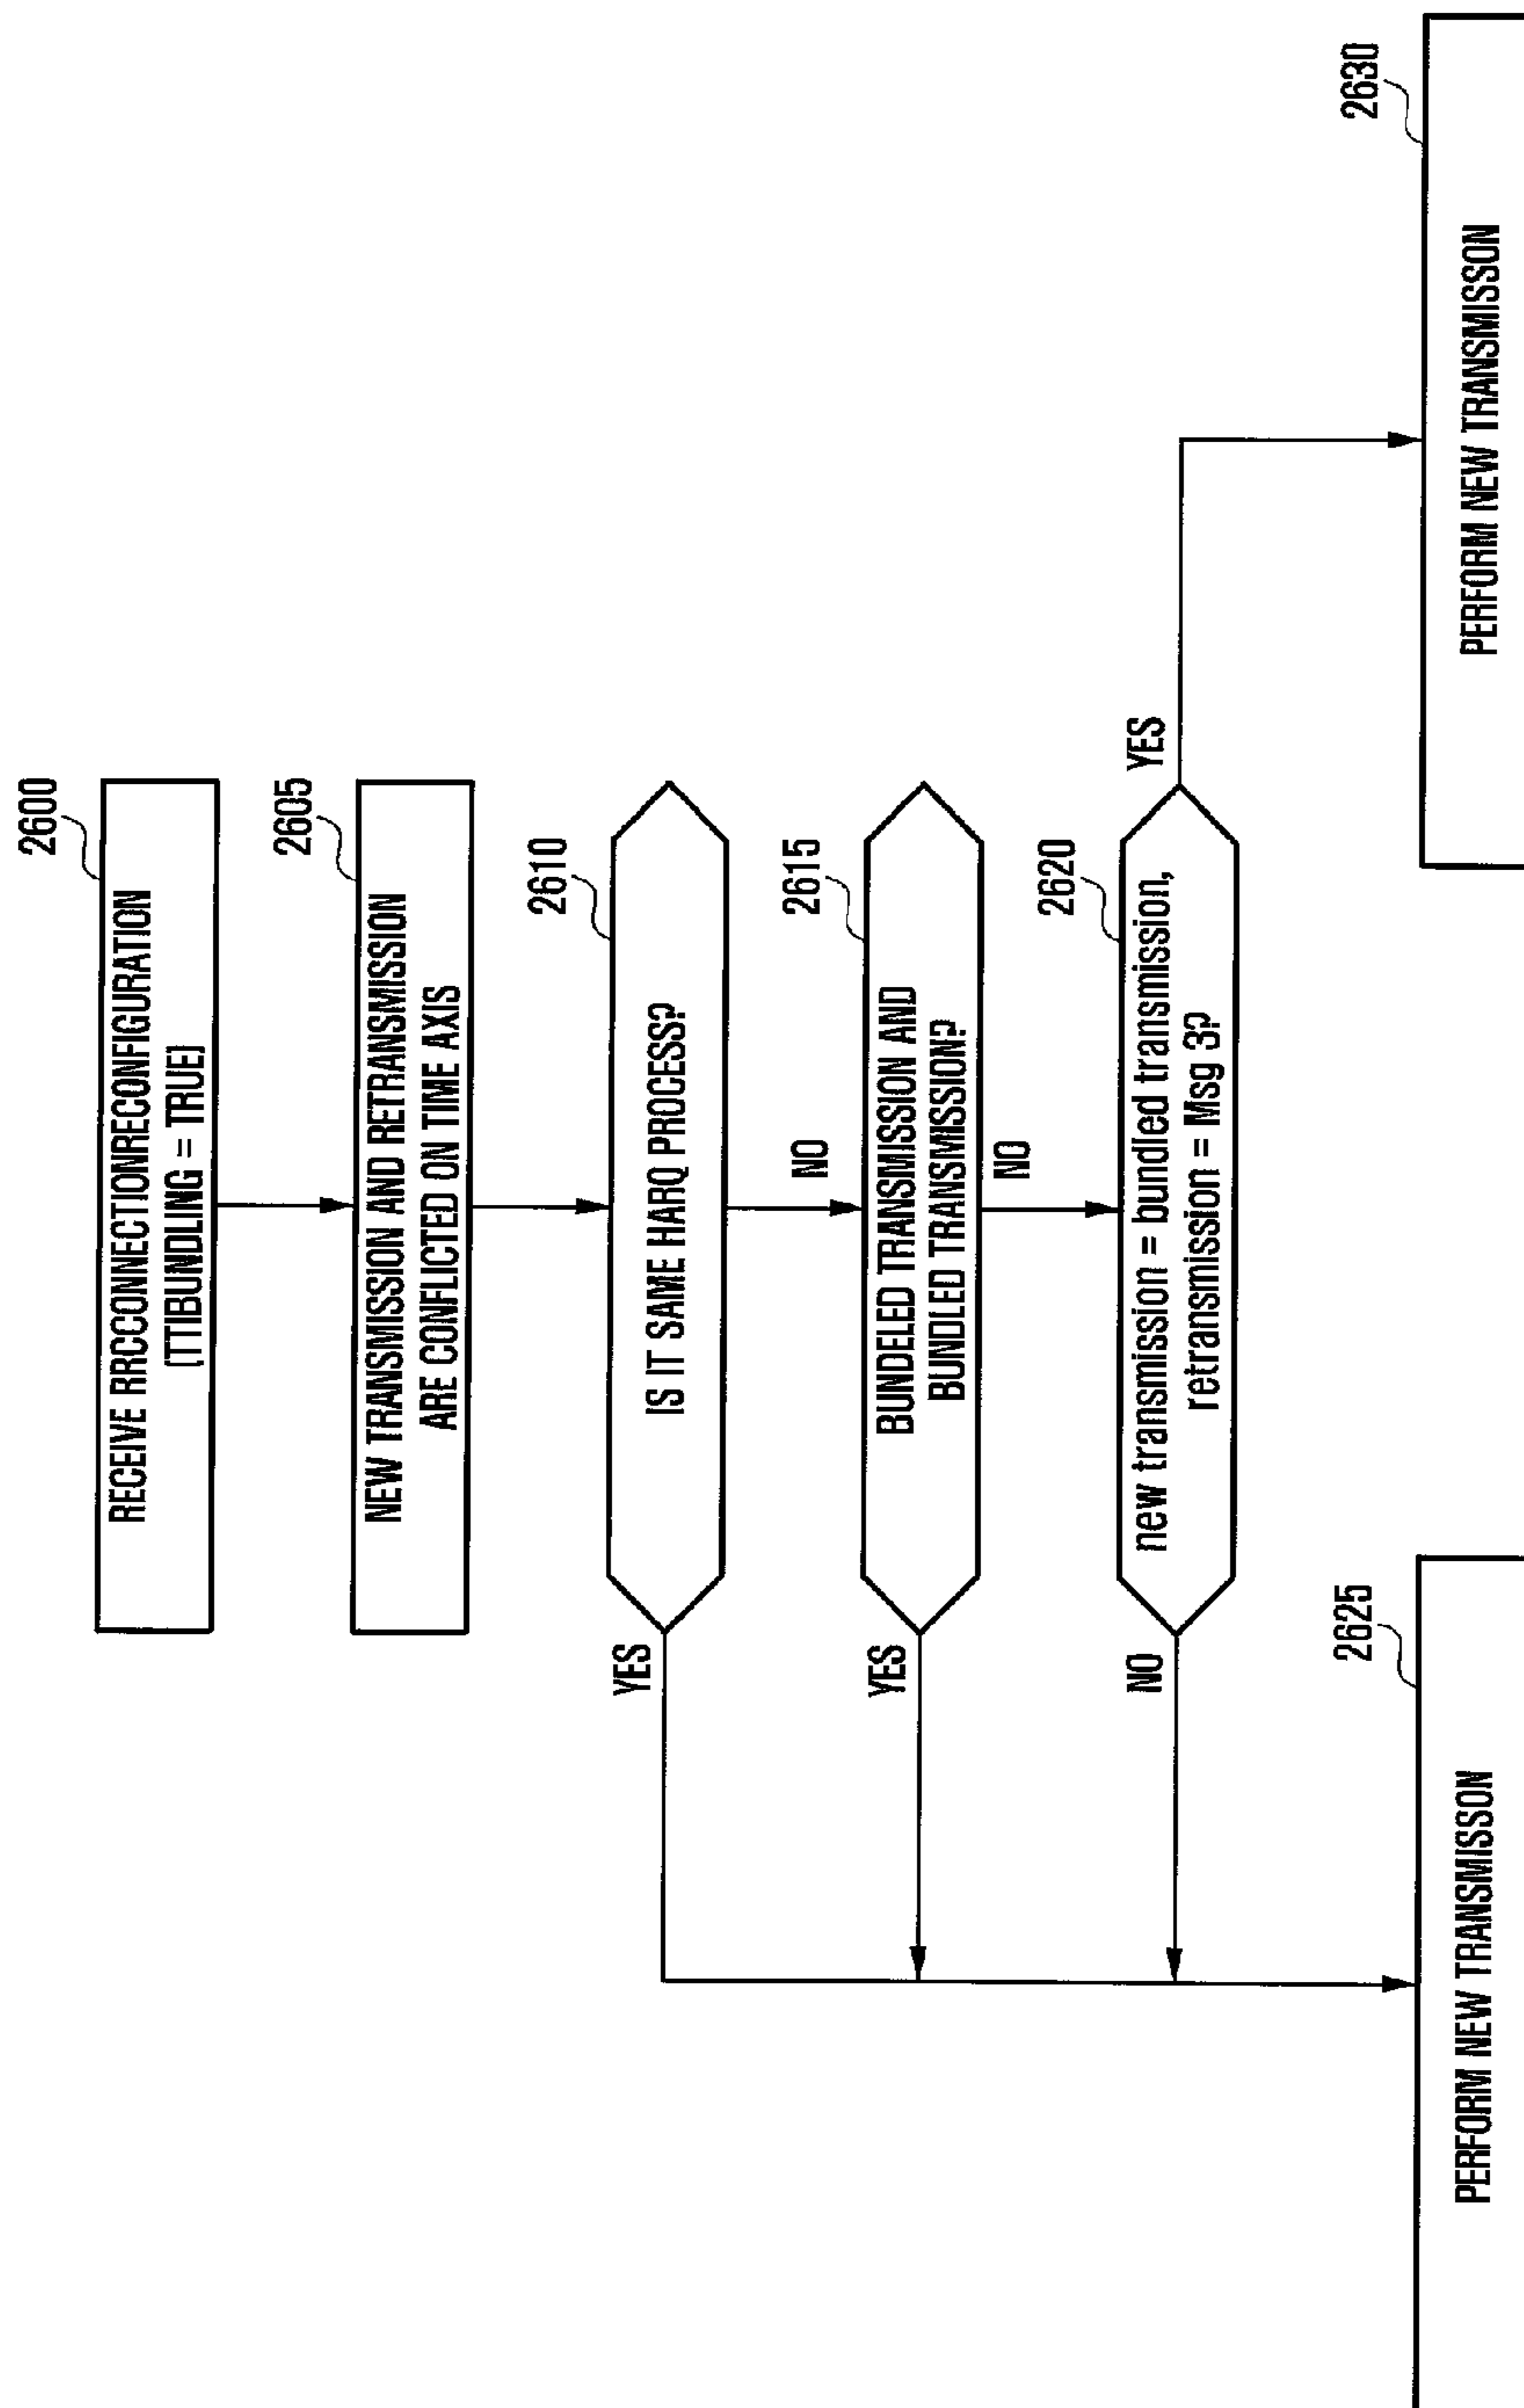 2600
RECEIVE RRCCONNECTIONRECONFIGURATION
(TTIBUNDLING = TRUE)
2605
NEW TRANSMISSION AND RETRANSMISSION
ARE CONFLICTED ON TIME AXIS
2610
IS IT SAME HARQ PROCESS?
YES
NO
2615
BUNDELED TRANSMISSION AND
BUNDLED TRANSMISSION?
YES
NO
2620
new transmission = bundled transmission,
retransmission = Msg 3?
NO
YES
2625
PERFORM NEW TRANSMISSON
2630
PERFORM NEW TRANSMISSON